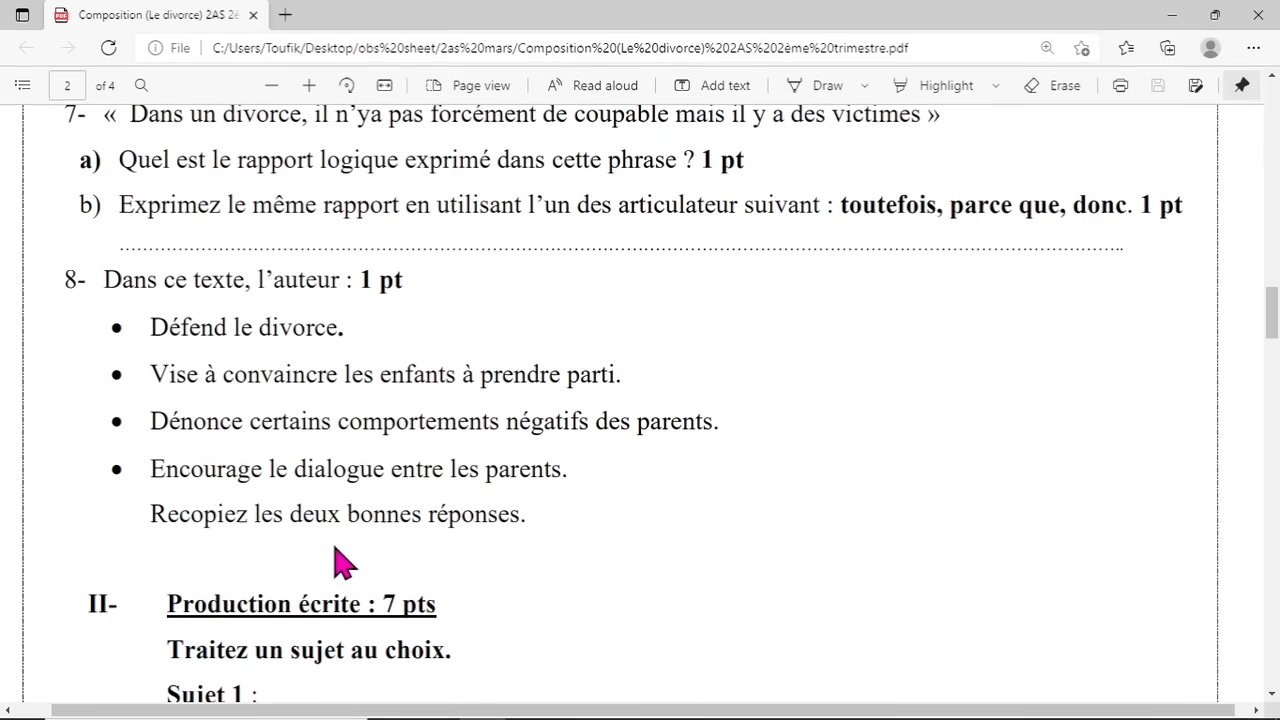 Composition (Le divorce) 2AS 2è
File C:/Users/Toufik/Desktop/obs%20sheet/2as%20mars/Composition%20(Le%20divorce)%202AS%202ème%20trimestre.pdf
2 of 4 Page view Read aloud Add text Draw Highlight Erase
7- « Dans un divorce, il n’ya pas forcément de coupable mais il y a des victimes »
a) Quel est le rapport logique exprimé dans cette phrase ? 1 pt
b) Exprimez le même rapport en utilisant l’un des articulateur suivant : toutefois, parce que, donc. 1 pt
8- Dans ce texte, l’auteur : 1 pt
• Défend le divorce.
• Vise à convaincre les enfants à prendre parti.
• Dénonce certains comportements négatifs des parents.
• Encourage le dialogue entre les parents.
Recopiez les deux bonnes réponses.
II- Production écrite : 7 pts
Traitez un sujet au choix.
Sujet 1 :